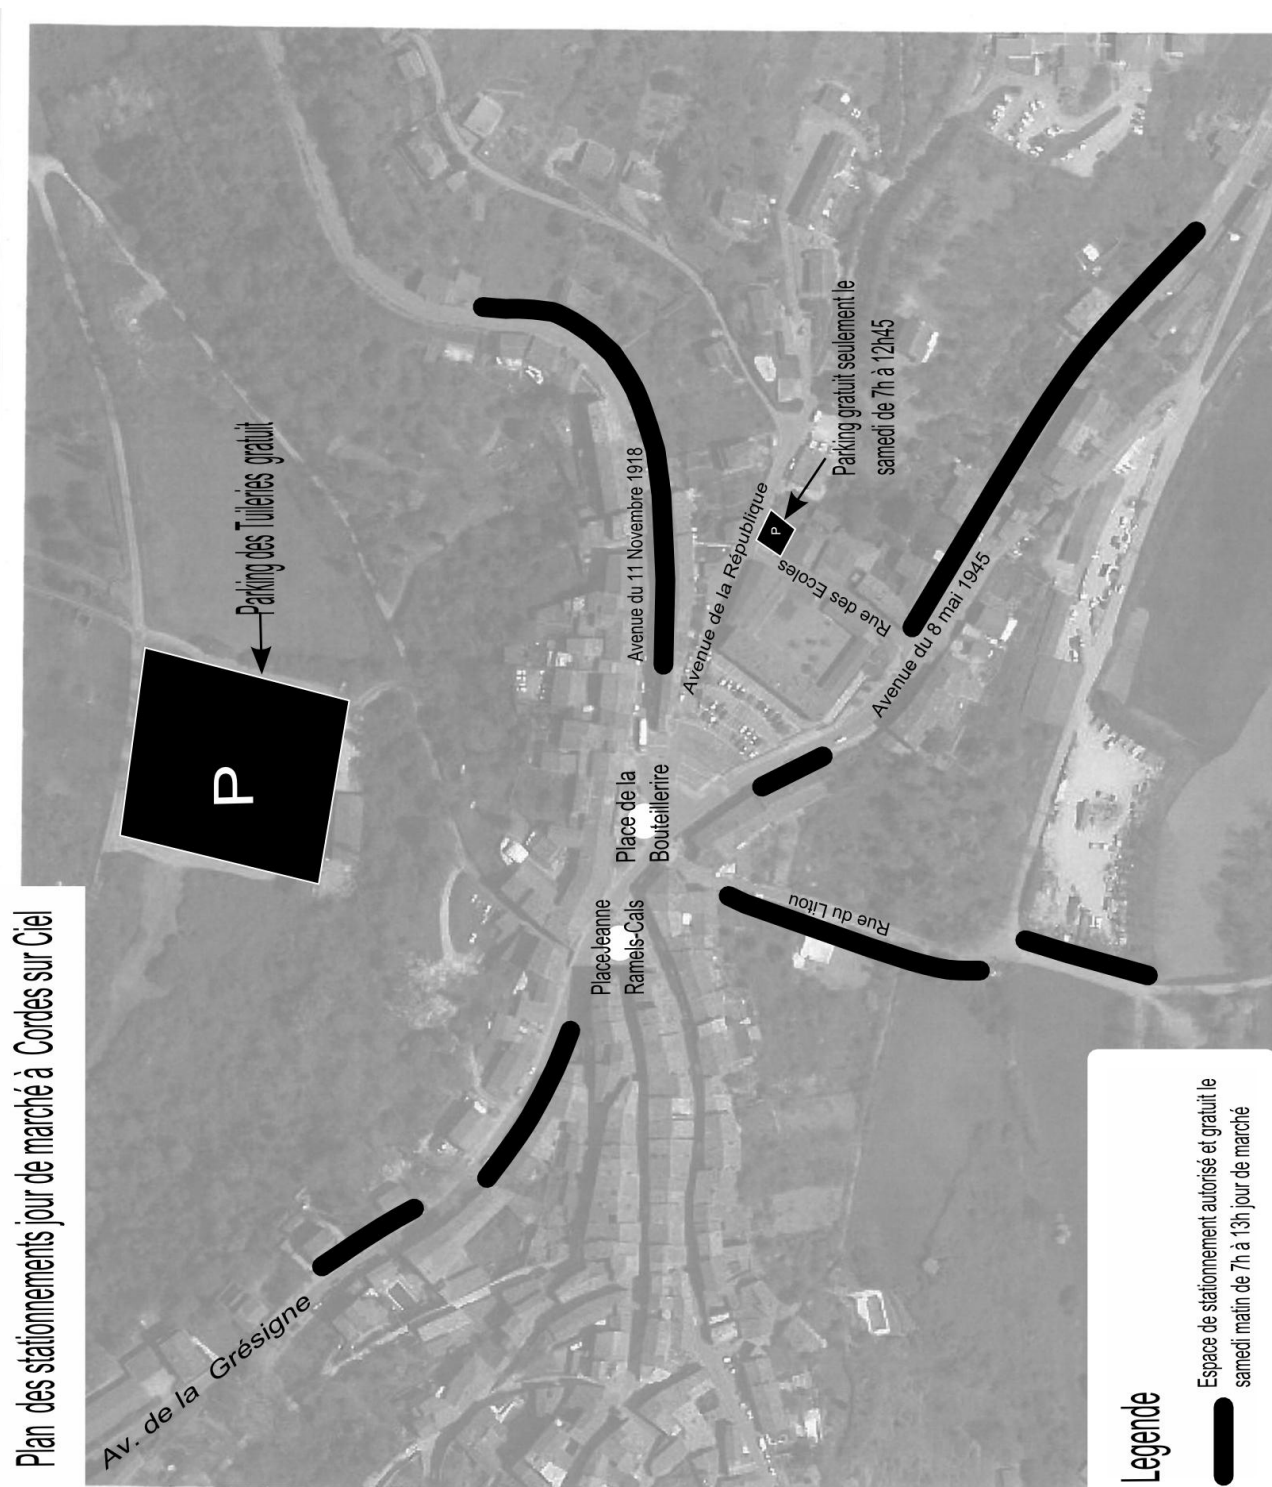 Plan des stationnements jour de marché à Cordes sur Ciel
Parking des Tuileries gratuit
P
Avenue du 11 Novembre 1918
Avenue de la République
P
Parking gratuit seulement le
samedi de 7h à 12h45
Rue des Ecoles
Avenue du 8 mai 1945
Place de la
Bouteillerire
PlaceJeanne
Ramels-Cals
Rue du Litou
Av. de la Grésigne
Legende
Espace de stationnement autorisé et gratuit le
samedi matin de 7h à 13h jour de marché